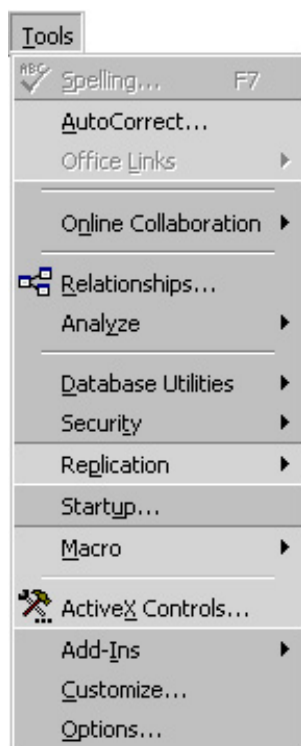 Tools
ABC
Spelling... F7
AutoCorrect...
Office Links
Online Collaboration
Relationships...
Analyze
Database Utilities
Security
Replication
Startup...
Macro
ActiveX Controls...
Add-Ins
Customize...
Options...